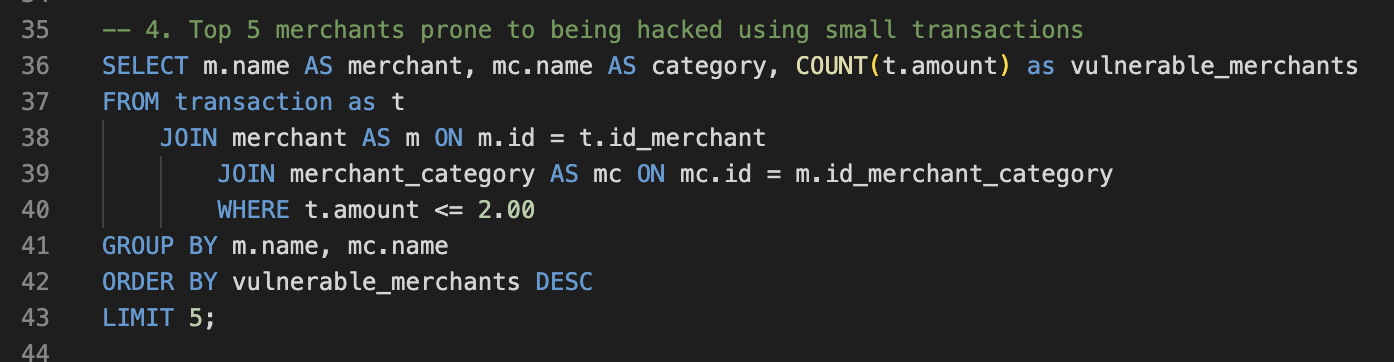 35 -- 4. Top 5 merchants prone to being hacked using small transactions
36 SELECT m.name AS merchant, mc.name AS category, COUNT(t.amount) as vulnerable_merchants
37 FROM transaction as t
38 JOIN merchant AS m ON m.id = t.id_merchant
39 JOIN merchant_category AS mc ON mc.id = m.id_merchant_category
40 WHERE t.amount <= 2.00
41 GROUP BY m.name, mc.name
42 ORDER BY vulnerable_merchants DESC
43 LIMIT 5;
44